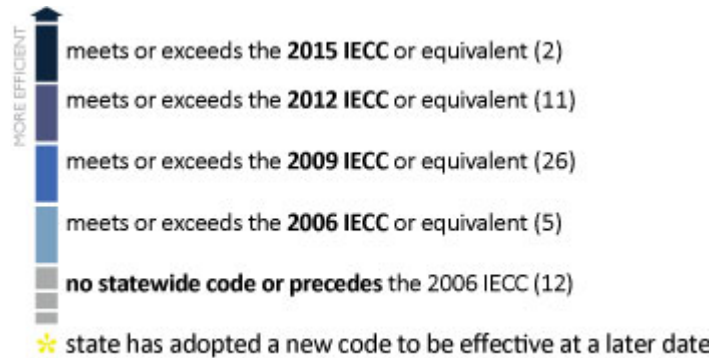 MORE EFFICIENT
meets or exceeds the 2015 IECC or equivalent (2)
meets or exceeds the 2012 IECC or equivalent (11)
meets or exceeds the 2009 IECC or equivalent (26)
meets or exceeds the 2006 IECC or equivalent (5)
no statewide code or precedes the 2006 IECC (12)
* state has adopted a new code to be effective at a later date